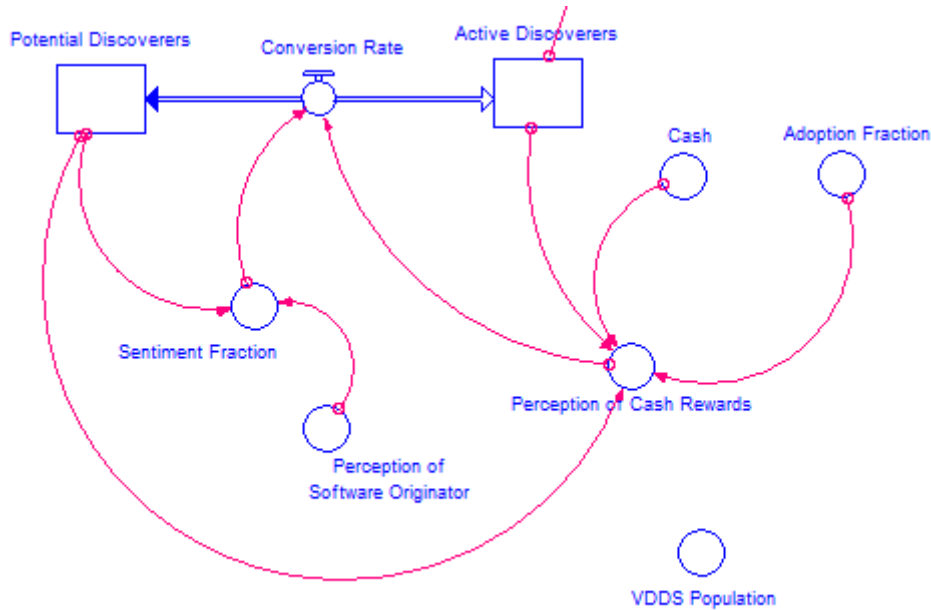 Potential Discoverers
Conversion Rate
Active Discoverers
Cash
Adoption Fraction
Sentiment Fraction
Perception of Cash Rewards
Perception of
Software Originator
VDDS Population